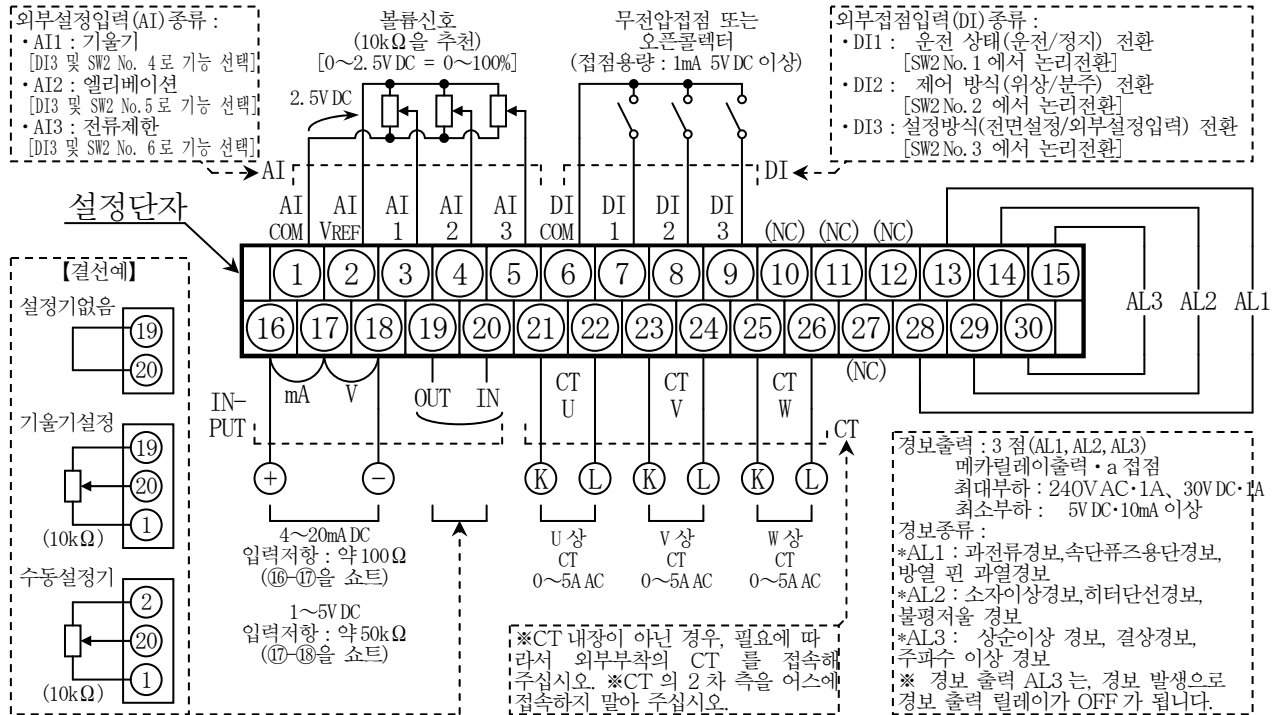 외부설정입력(AI)종류 :
・AI1 : 기울기
[DI3 및 SW2 No. 4로 기능 선택]
・AI2 : 엘리베이션
[DI3 및 SW2 No.5로 기능 선택]
・AI3 : 전류제한
[DI3 및 SW2 No. 6로 기능 선택]
볼륨신호
(10kΩ을 추천)
[0～2.5V DC = 0～100%]
2.5V DC
무전압접점 또는
오픈콜렉터
(접점용량 : 1mA 5V DC 이상)
외부접점입력(DI)종류 :
・DI1 : 운전 상태(운전/정지) 전환
[SW2 No.1 에서 논리전환]
・DI2 : 제어 방식(위상/분주) 전환
[SW2 No.2 에서 논리전환]
・DI3 : 설정방식(전면설정/외부설정입력) 전환
[SW2 No.3 에서 논리전환]
AI
DI
설정단자
AI COM
AI VREF
AI 1
AI 2
AI 3
DI COM
DI 1
DI 2
DI 3
(NC) (NC) (NC)
① ② ③ ④ ⑤ ⑥ ⑦ ⑧ ⑨ ⑩ ⑪ ⑫ ⑬ ⑭ ⑮
⑯ ⑰ ⑱ ⑲ ⑳ ㉑ ㉒ ㉓ ㉔ ㉕ ㉖ ㉗ ㉘ ㉙ ㉚
(NC)
AL3 AL2 AL1
【결선예】
설정기없음
⑲
⑳
기울기설정
⑲
⑳
①
(10kΩ)
수동설정기
②
⑳
①
(10kΩ)
mA V
OUT IN
IN-
PUT
CT U
CT V
CT W
CT
+ −
K L K L K L
4～20mA DC
입력저항 : 약 100Ω
(⑯-⑰을 쇼트)
1～5V DC
입력저항 : 약 50kΩ
(⑰-⑱을 쇼트)
U 상
CT
0～5A AC
V 상
CT
0～5A AC
W 상
CT
0～5A AC
※CT 내장이 아닌 경우, 필요에 따
라서 외부부착의 CT 를 접속해
주십시오. ※CT 의 2 차 측을 어스에
접속하지 말아 주십시오.
경보출력 : 3 점(AL1, AL2, AL3)
메카릴레이출력・a 접점
최대부하 : 240V AC・1A、30V DC・1A
최소부하 : 5V DC・10mA 이상
경보종류 :
*AL1 : 과전류경보,속단퓨즈용단경보,
방열 핀 과열경보
*AL2 : 소자이상경보,히터단선경보,
불평저울 경보
*AL3 : 상순이상 경보, 결상경보,
주파수 이상 경보
※ 경보 출력 AL3 는, 경보 발생으로
경보 출력 릴레이가 OFF 가 됩니다.